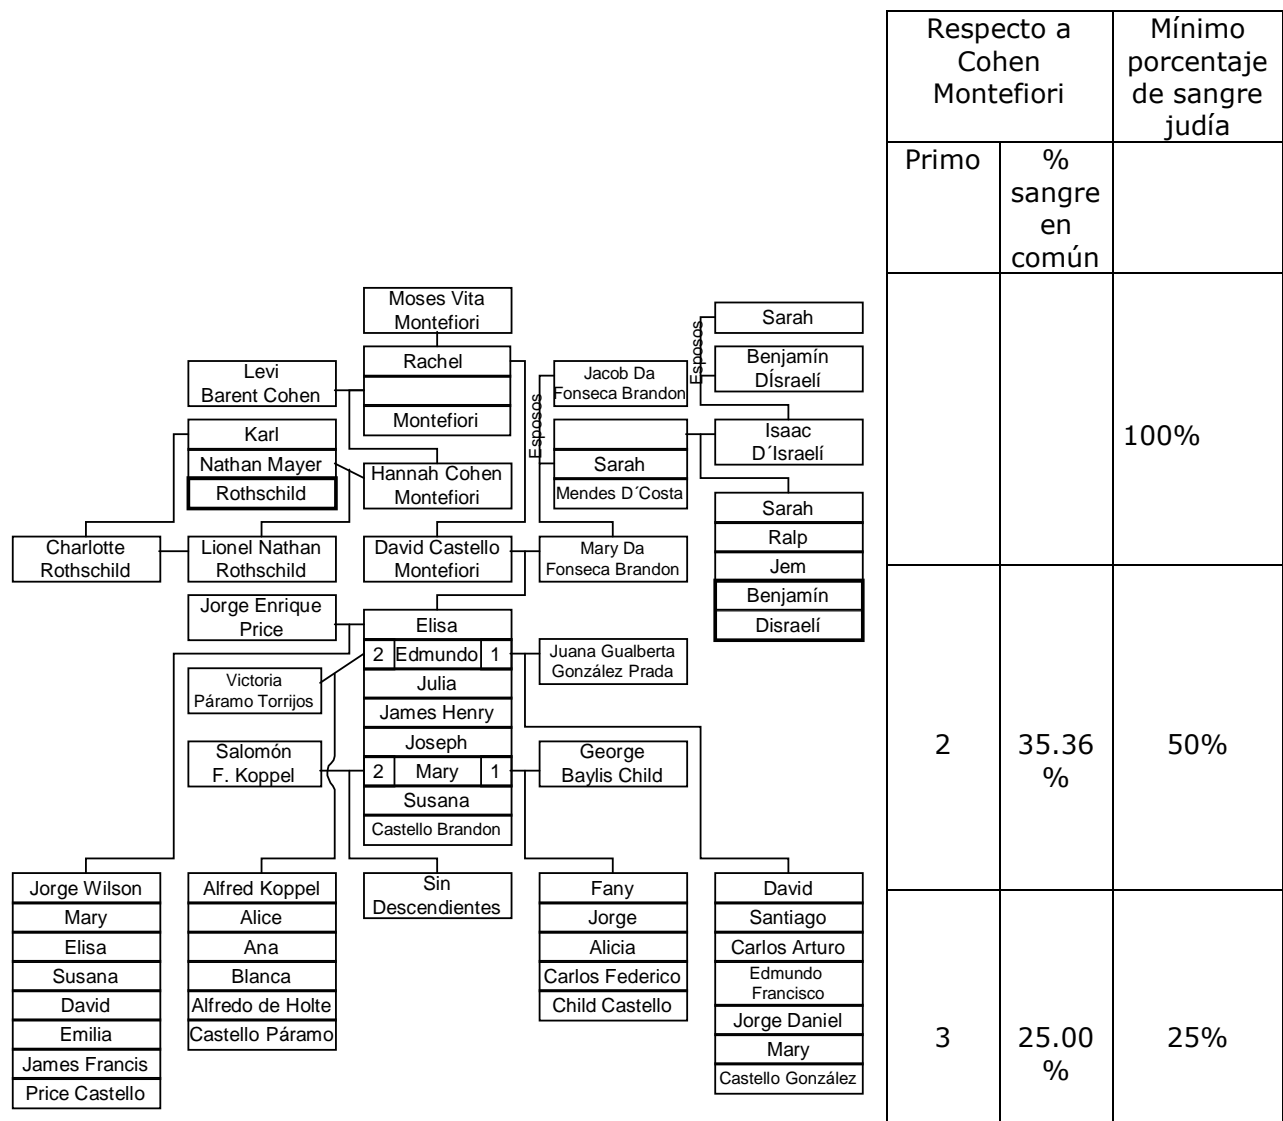 Respecto a
Cohen
Montefiori
Mínimo
porcentaje
de sangre
judía
Primo
%
sangre
en
común
100%
2
35.36
%
50%
3
25.00
%
25%
Moses Vita
Montefiori
Rachel
Montefiori
Levi
Barent Cohen
Karl
Nathan Mayer
Rothschild
Hannah Cohen
Montefiori
Esposos
Jacob Da
Fonseca Brandon
Sarah
Mendes D´Costa
Esposos
Sarah
Benjamín
DÍsraelí
Isaac
D´Israelí
Sarah
Ralp
Jem
Benjamín
Disraelí
Charlotte
Rothschild
Lionel Nathan
Rothschild
David Castello
Montefiori
Mary Da
Fonseca Brandon
Jorge Enrique
Price
Elisa
2 Edmundo 1
Julia
James Henry
Joseph
2 Mary 1
Susana
Castello Brandon
Victoria
Páramo Torrijos
Juana Gualberta
González Prada
Salomón
F. Koppel
George
Baylis Child
Jorge Wilson
Mary
Elisa
Susana
David
Emilia
James Francis
Price Castello
Alfred Koppel
Alice
Ana
Blanca
Alfredo de Holte
Castello Páramo
Sin
Descendientes
Fany
Jorge
Alicia
Carlos Federico
Child Castello
David
Santiago
Carlos Arturo
Edmundo
Francisco
Jorge Daniel
Mary
Castello González